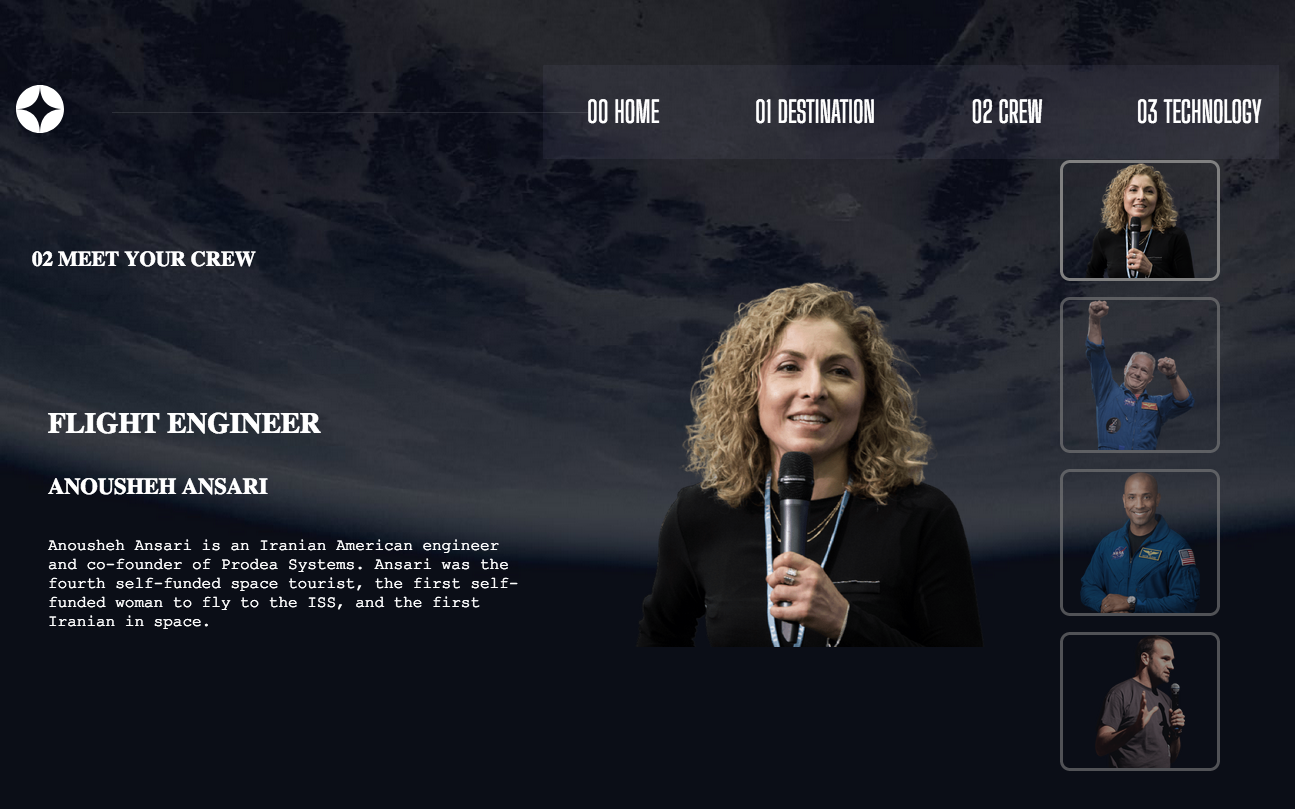 00 HOME
01 DESTINATION
02 CREW
03 TECHNOLOGY
02 MEET YOUR CREW
FLIGHT ENGINEER
ANOUSHEH ANSARI
Anousheh Ansari is an Iranian American engineer
and co-founder of Prodea Systems. Ansari was the
fourth self-funded space tourist, the first self-
funded woman to fly to the ISS, and the first
Iranian in space.